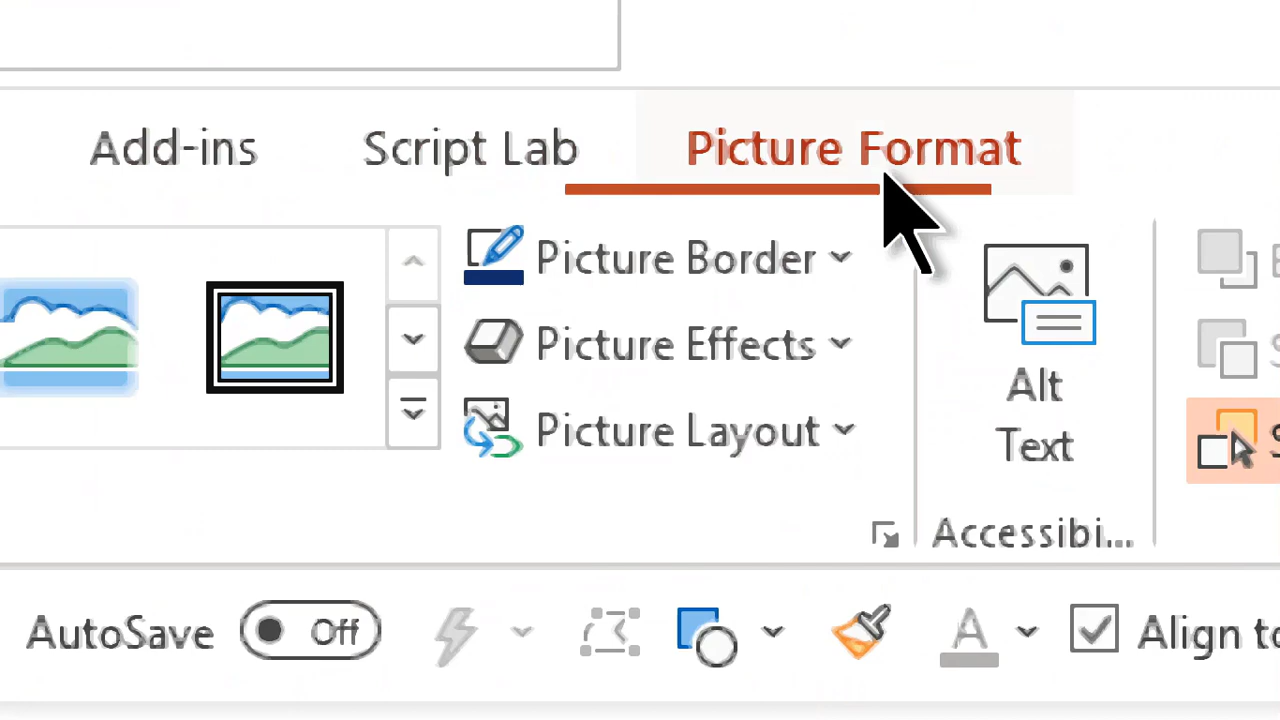 Add-ins Script Lab Picture Format
Picture Border
Picture Effects
Picture Layout
Alt
Text
Accessibi...
AutoSave Off A Align to